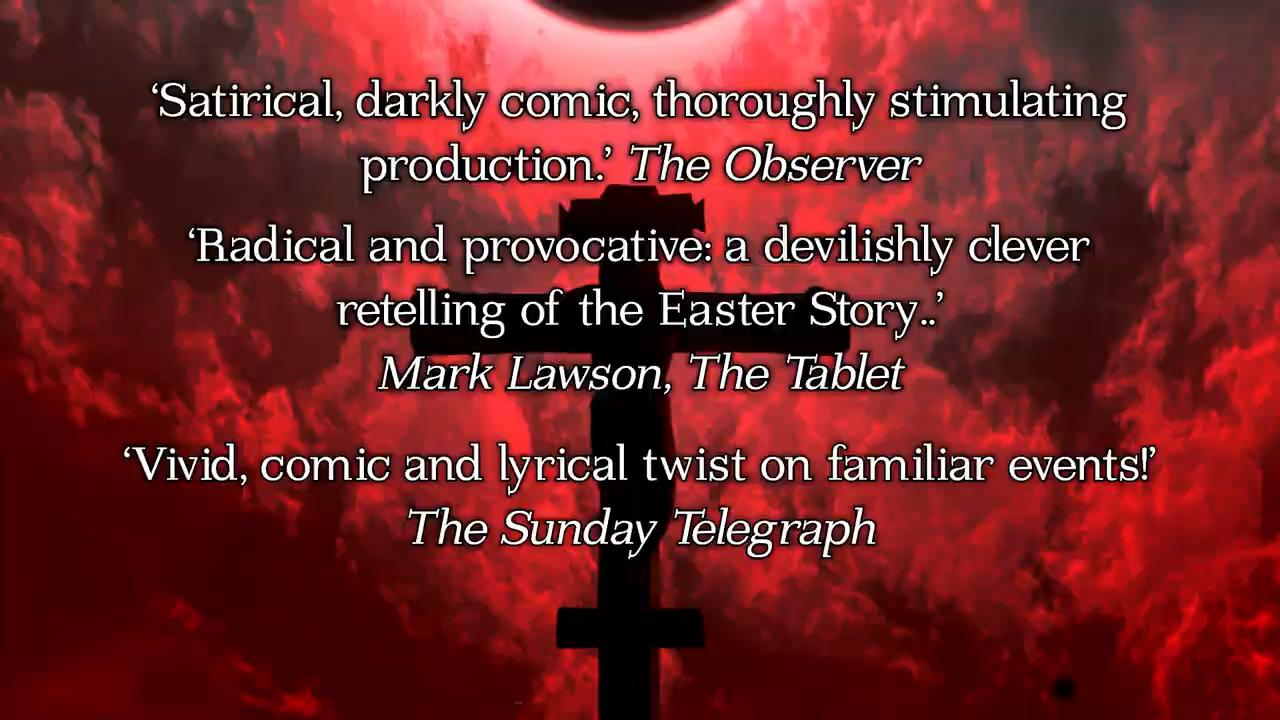 ‘Satirical, darkly comic, thoroughly stimulating
production.’ The Observer
‘Radical and provocative: a devilishly clever
retelling of the Easter Story..’
Mark Lawson, The Tablet
‘Vivid, comic and lyrical twist on familiar events!’
The Sunday Telegraph